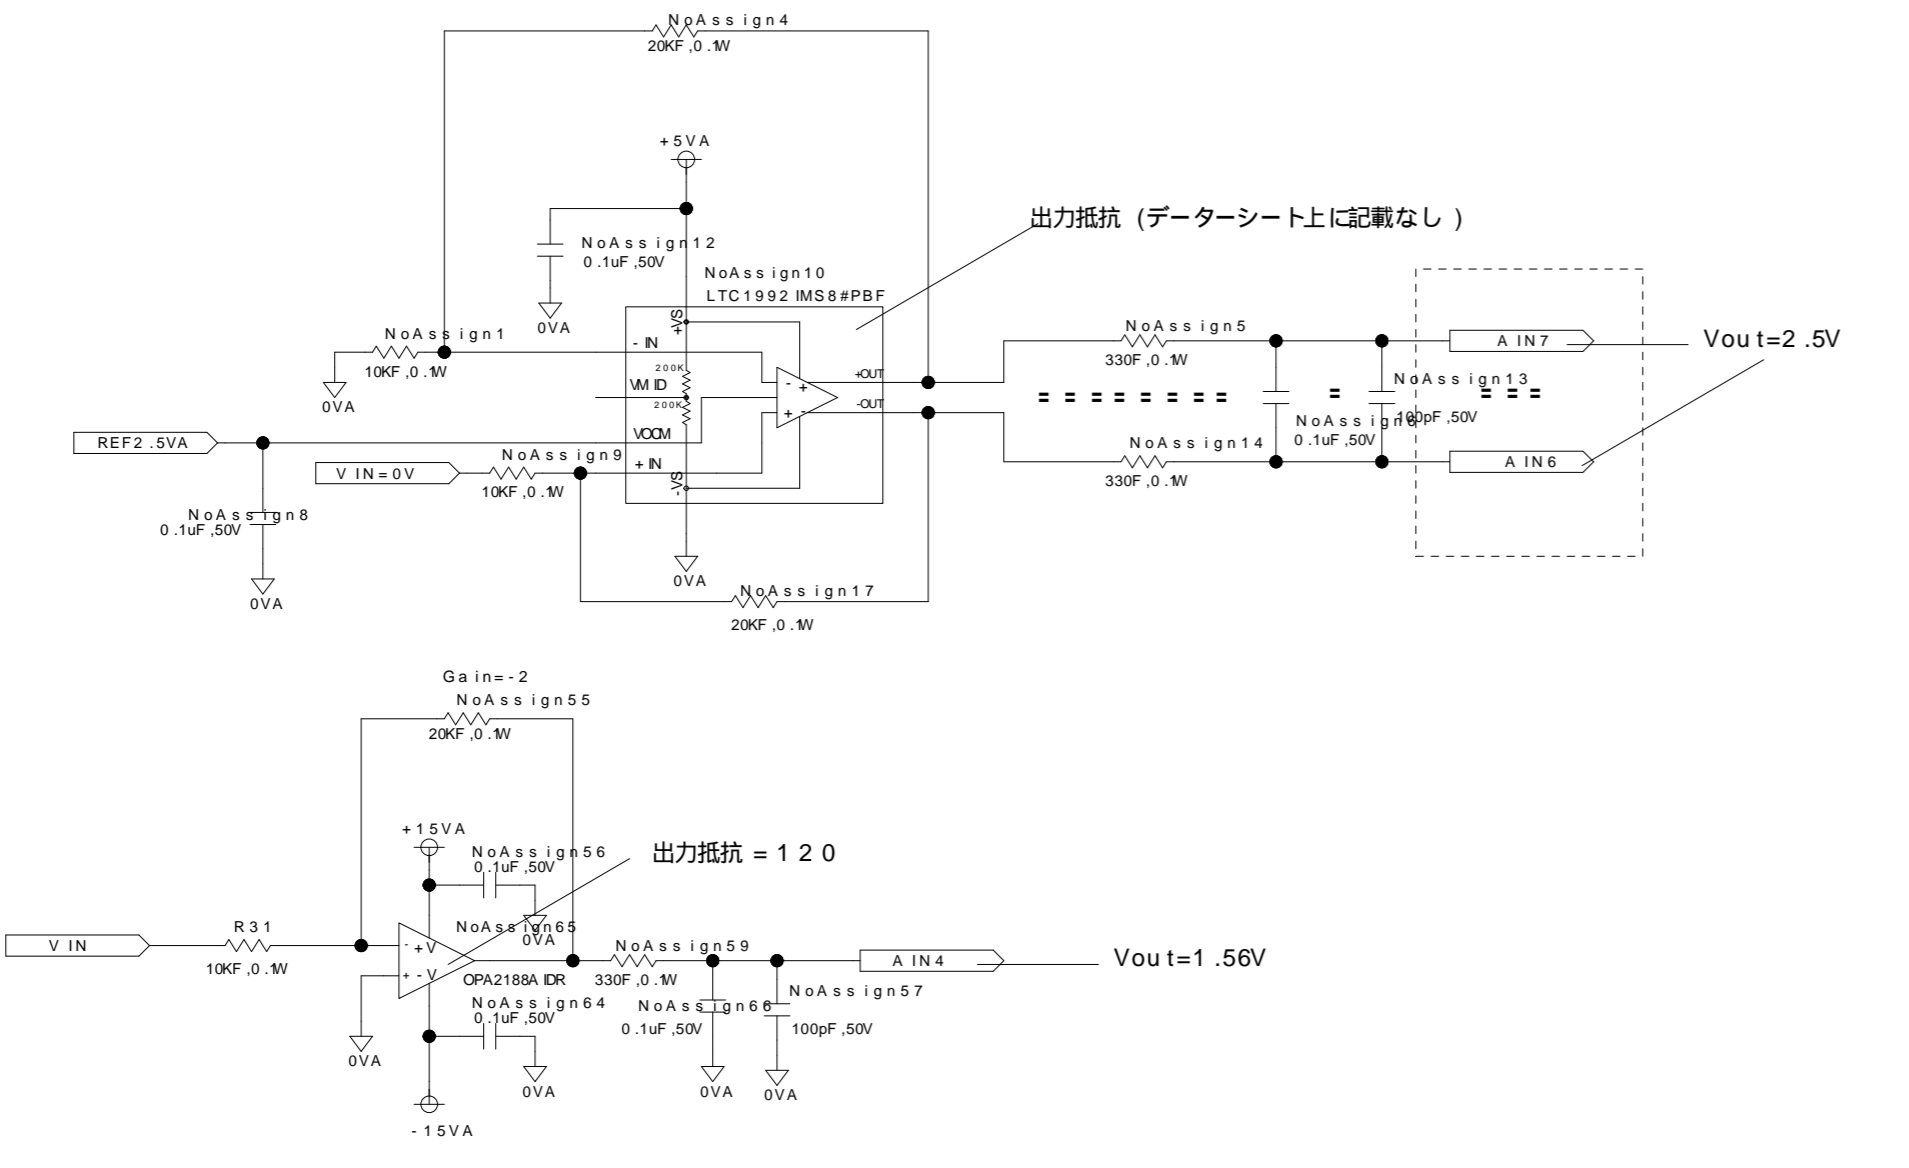 NoAssign4
20KF,0.1W
+5VA
出力抵抗 (データーシート上に記載なし )
NoAssign12
0.1uF,50V
0VA
NoAssign10
LTC1992IMS8#PBF
NoAssign1
10KF,0.1W
0VA
+VS
-IN
200K
VMID
200K
VOCM
+IN
-VS
- +
+ -
+OUT
-OUT
REF2.5VA
VIN=0V
NoAssign9
10KF,0.1W
NoAssign8
0.1uF,50V
0VA
0VA
NoAssign17
20KF,0.1W
NoAssign5
330F,0.1W
= = = = = = = =
=
= = =
NoAssign13
100pF,50V
NoAssign6
0.1uF,50V
NoAssign14
330F,0.1W
AIN7
AIN6
Vout=2.5V
Gain=-2
NoAssign55
20KF,0.1W
+15VA
NoAssign56
0.1uF,50V
0VA
出力抵抗 =120
VIN
R31
10KF,0.1W
NoAssign65
- +V
+ -V
OPA2188AIDR
NoAssign64
0.1uF,50V
0VA
0VA
-15VA
NoAssign59
330F,0.1W
NoAssign66
0.1uF,50V
0VA
NoAssign57
100pF,50V
0VA
AIN4
Vout=1.56V